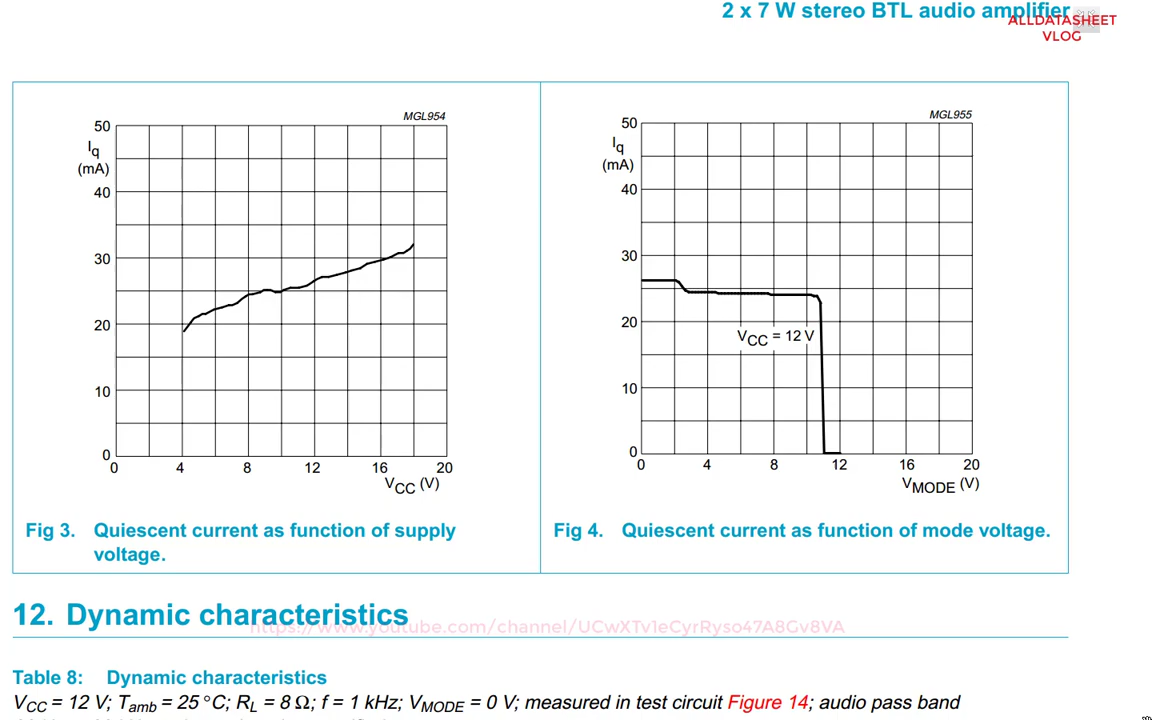 2 x 7 W stereo BTL audio amplifier
ALLDATASHEET
VLOG
MGL954
50
Iq
(mA)
40
30
20
10
0
0 4 8 12 16 20
VCC (V)
Fig 3. Quiescent current as function of supply
voltage.
MGL955
50
Iq
(mA)
40
30
20
10
0
VCC = 12 V
0 4 8 12 16 20
VMODE (V)
Fig 4. Quiescent current as function of mode voltage.
12. Dynamic characteristics
https://www.youtube.com/channel/UCwXTv1eCyrRyso47A8Gv8VA
Table 8: Dynamic characteristics
VCC = 12 V; Tamb = 25 °C; RL = 8 Ω; f = 1 kHz; VMODE = 0 V; measured in test circuit Figure 14; audio pass band